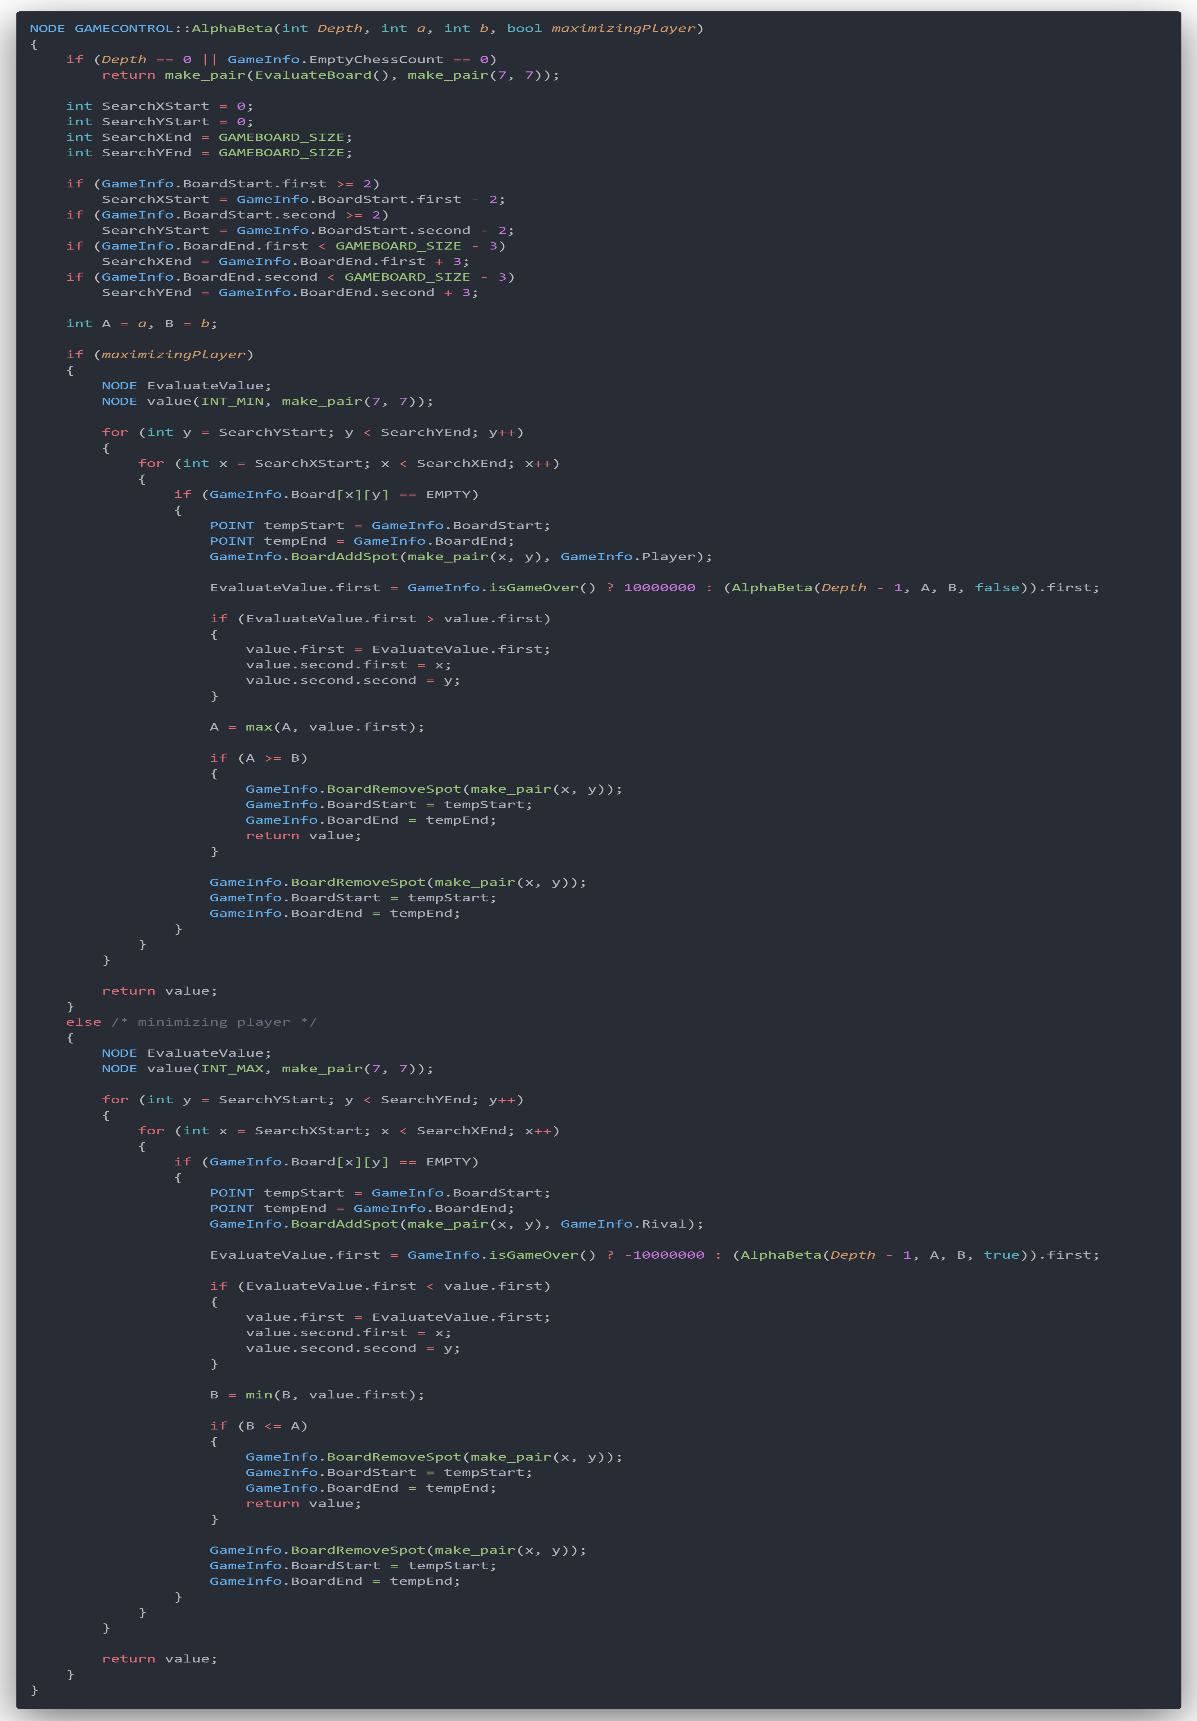 NODE GAMECONTROL::AlphaBeta(int Depth, int a, int b, bool maximizingPLayer)
{
    if (Depth == 0 || GameInfo.EmptyChessCount == 0)
        return make_pair(EvaluateBoard(), make_pair(7, 7));

    int SearchXStart = 0;
    int SearchYStart = 0;
    int SearchXEnd = GAMEBOARD_SIZE;
    int SearchYEnd = GAMEBOARD_SIZE;

    if (GameInfo.BoardStart.first >= 2)
        SearchXStart = GameInfo.BoardStart.first - 2;
    if (GameInfo.BoardStart.second >= 2)
        SearchYStart = GameInfo.BoardStart.second - 2;
    if (GameInfo.BoardEnd.first < GAMEBOARD_SIZE - 3)
        SearchXEnd = GameInfo.BoardEnd.first + 3;
    if (GameInfo.BoardEnd.second < GAMEBOARD_SIZE - 3)
        SearchYEnd = GameInfo.BoardEnd.second + 3;

    int A = a, B = b;

    if (maximizingPLayer)
    {
        NODE EvaluateValue;
        NODE value(INT_MIN, make_pair(7, 7));

        for (int y = SearchYStart; y < SearchYEnd; y++)
        {
            for (int x = SearchXStart; x < SearchXEnd; x++)
            {
                if (GameInfo.Board[x][y] == EMPTY)
                {
                    POINT tempStart = GameInfo.BoardStart;
                    POINT tempEnd = GameInfo.BoardEnd;
                    GameInfo.BoardAddSpot(make_pair(x, y), GameInfo.Player);

                    EvaluateValue.first = GameInfo.isGameOver() ? 10000000 : (AlphaBeta(Depth - 1, A, B, false)).first;

                    if (EvaluateValue.first > value.first)
                    {
                        value.first = EvaluateValue.first;
                        value.second.first = x;
                        value.second.second = y;
                    }

                    A = max(A, value.first);

                    if (A >= B)
                    {
                        GameInfo.BoardRemoveSpot(make_pair(x, y));
                        GameInfo.BoardStart = tempStart;
                        GameInfo.BoardEnd = tempEnd;
                        return value;
                    }

                    GameInfo.BoardRemoveSpot(make_pair(x, y));
                    GameInfo.BoardStart = tempStart;
                    GameInfo.BoardEnd = tempEnd;
                }
            }
        }

        return value;
    }
    else /* minimizing player */
    {
        NODE EvaluateValue;
        NODE value(INT_MAX, make_pair(7, 7));

        for (int y = SearchYStart; y < SearchYEnd; y++)
        {
            for (int x = SearchXStart; x < SearchXEnd; x++)
            {
                if (GameInfo.Board[x][y] == EMPTY)
                {
                    POINT tempStart = GameInfo.BoardStart;
                    POINT tempEnd = GameInfo.BoardEnd;
                    GameInfo.BoardAddSpot(make_pair(x, y), GameInfo.Rival);

                    EvaluateValue.first = GameInfo.isGameOver() ? -10000000 : (AlphaBeta(Depth - 1, A, B, true)).first;

                    if (EvaluateValue.first < value.first)
                    {
                        value.first = EvaluateValue.first;
                        value.second.first = x;
                        value.second.second = y;
                    }

                    B = min(B, value.first);

                    if (B <= A)
                    {
                        GameInfo.BoardRemoveSpot(make_pair(x, y));
                        GameInfo.BoardStart = tempStart;
                        GameInfo.BoardEnd = tempEnd;
                        return value;
                    }

                    GameInfo.BoardRemoveSpot(make_pair(x, y));
                    GameInfo.BoardStart = tempStart;
                    GameInfo.BoardEnd = tempEnd;
                }
            }
        }

        return value;
    }
}